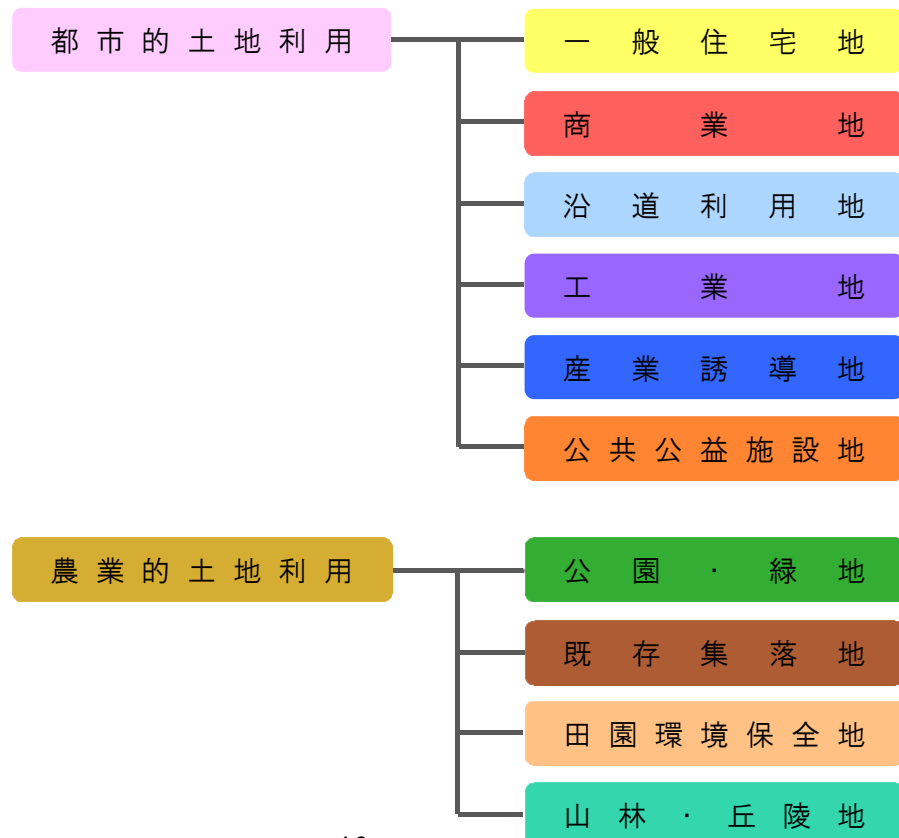 都市的土地利用
一般住宅地
商業地
沿道利用地
工業地
産業誘導地
公共公益施設地
農業的土地利用
公園・緑地
既存集落地
田園環境保全地
山林・丘陵地